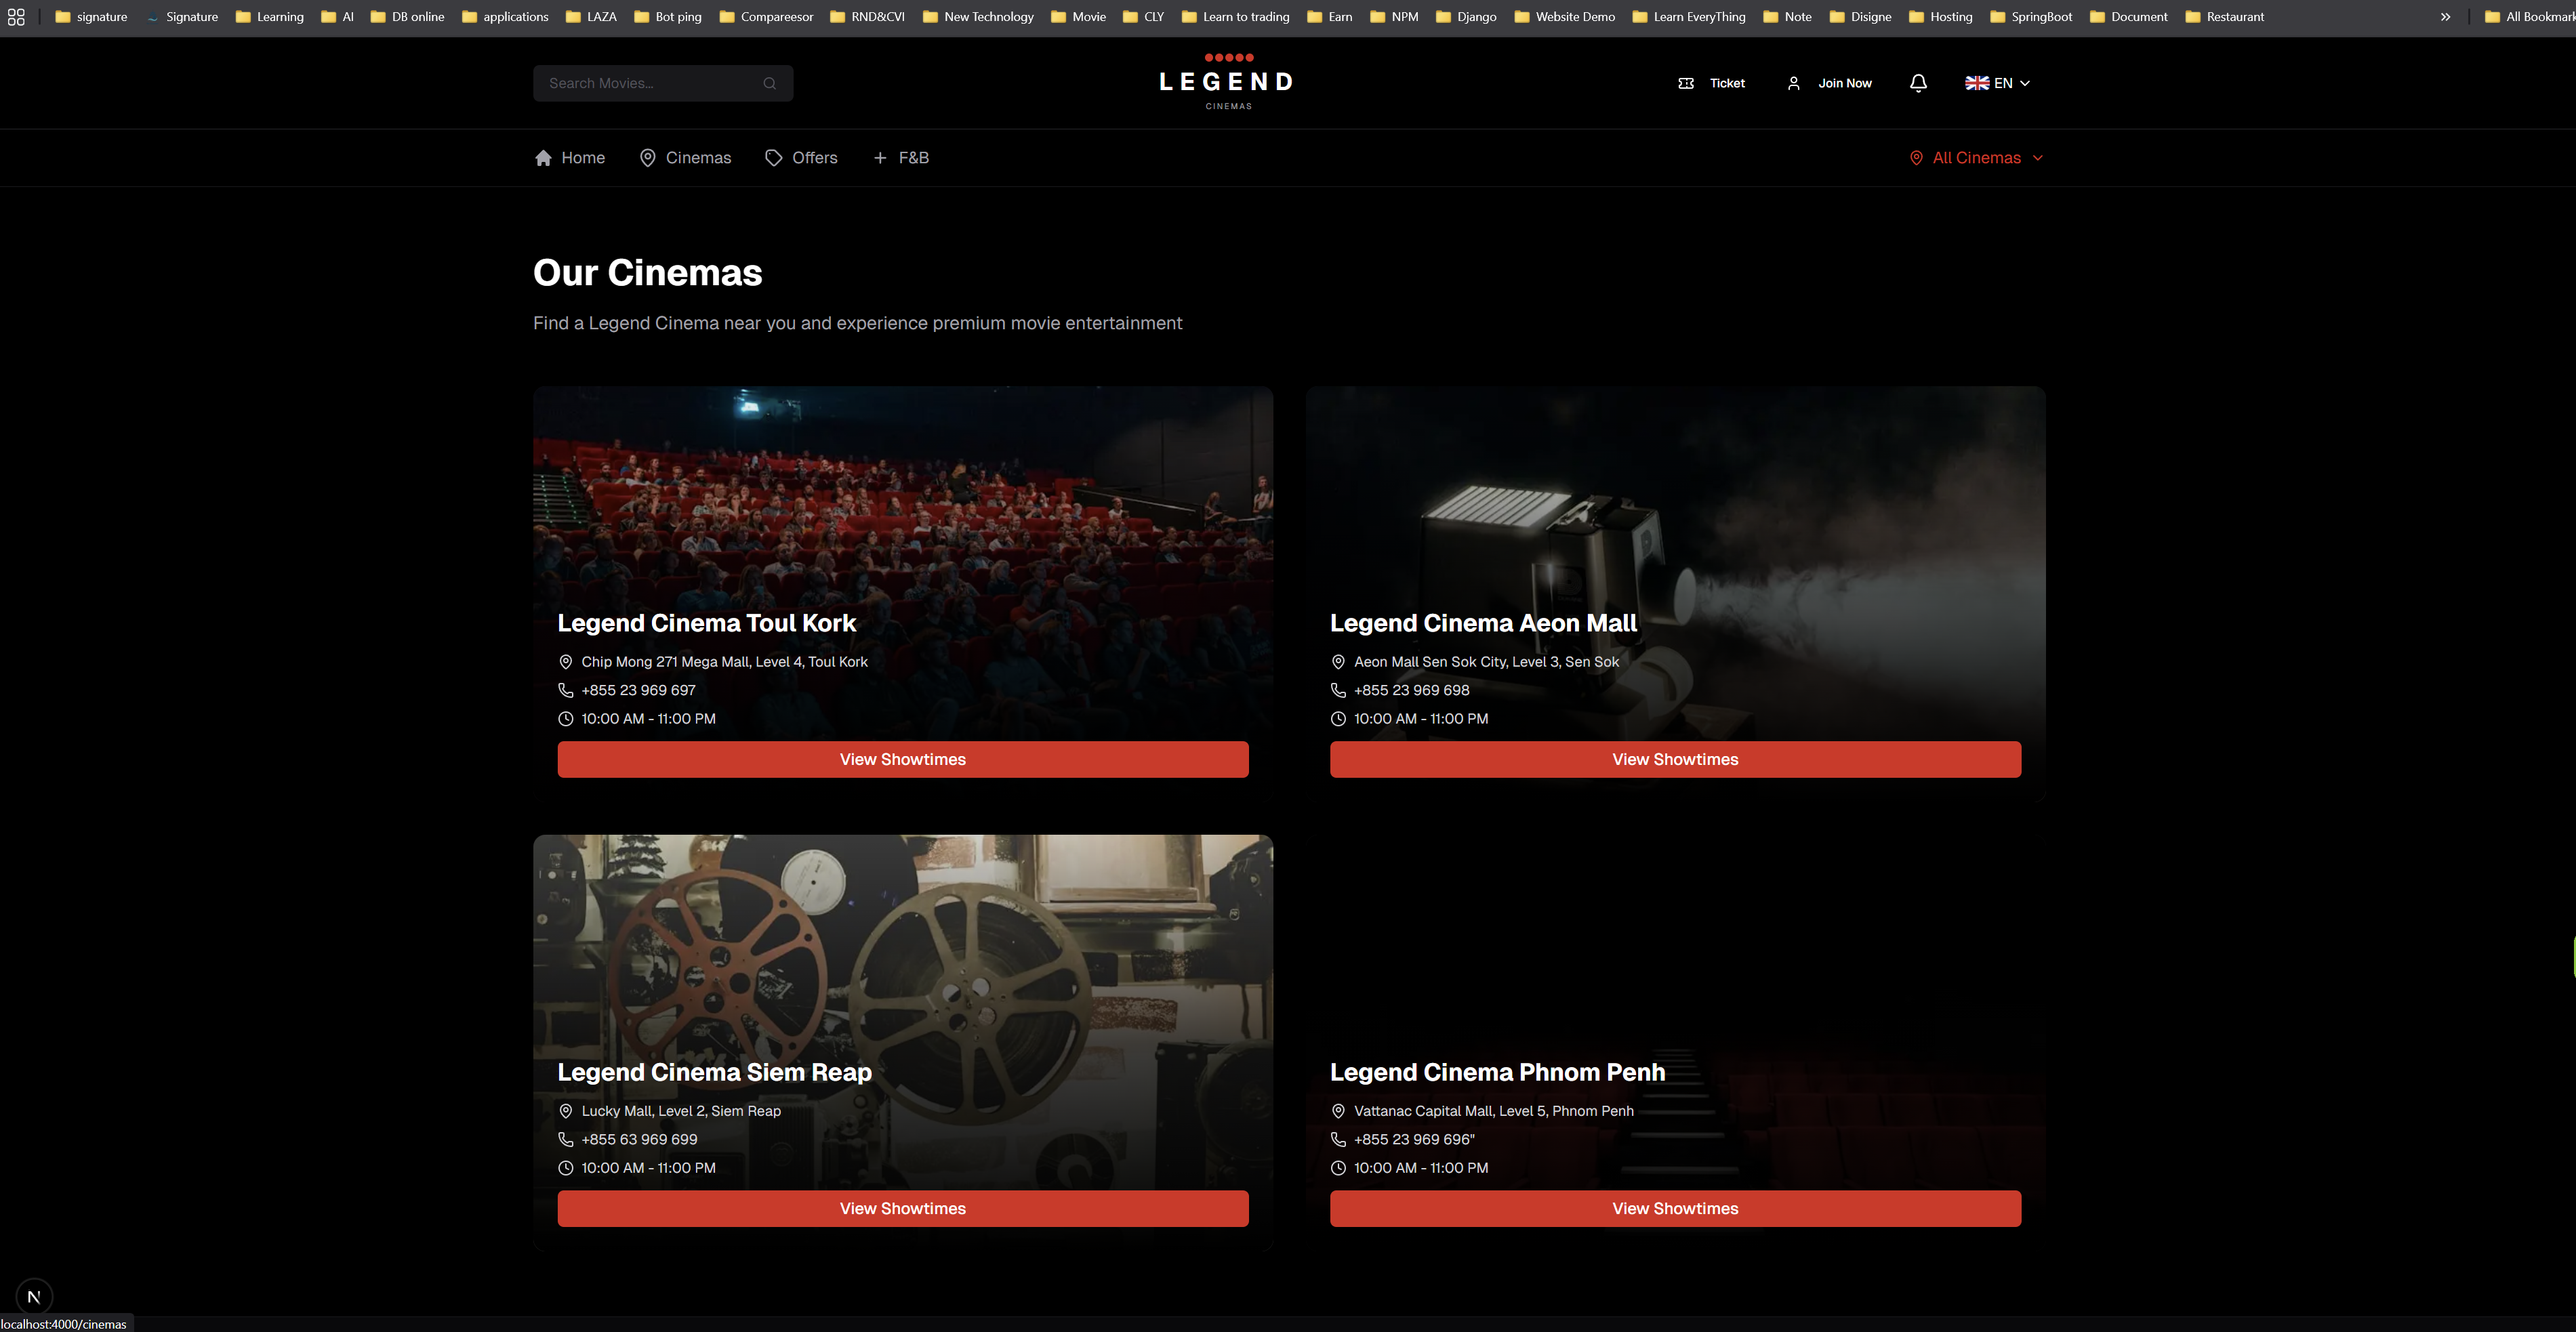 signature Signature Learning AI DB online applications LAZA Bot ping Compareesor RND&CVI New Technology Movie CLY Learn to trading Earn NPM Django Website Demo Learn EveryThing Note Disigne Hosting SpringBoot Document Restaurant » All Bookmark
Search Movies... LEGEND Ticket Join Now EN
CINEMAS
Home Cinemas Offers F&B All Cinemas
Our Cinemas
Find a Legend Cinema near you and experience premium movie entertainment
Legend Cinema Toul Kork
Chip Mong 271 Mega Mall, Level 4, Toul Kork
+855 23 969 697
10:00 AM - 11:00 PM
View Showtimes
Legend Cinema Aeon Mall
Aeon Mall Sen Sok City, Level 3, Sen Sok
+855 23 969 698
10:00 AM - 11:00 PM
View Showtimes
Legend Cinema Siem Reap
Lucky Mall, Level 2, Siem Reap
+855 63 969 699
10:00 AM - 11:00 PM
View Showtimes
Legend Cinema Phnom Penh
Vattanac Capital Mall, Level 5, Phnom Penh
+855 23 969 696"
10:00 AM - 11:00 PM
View Showtimes
N
localhost:4000/cinemas